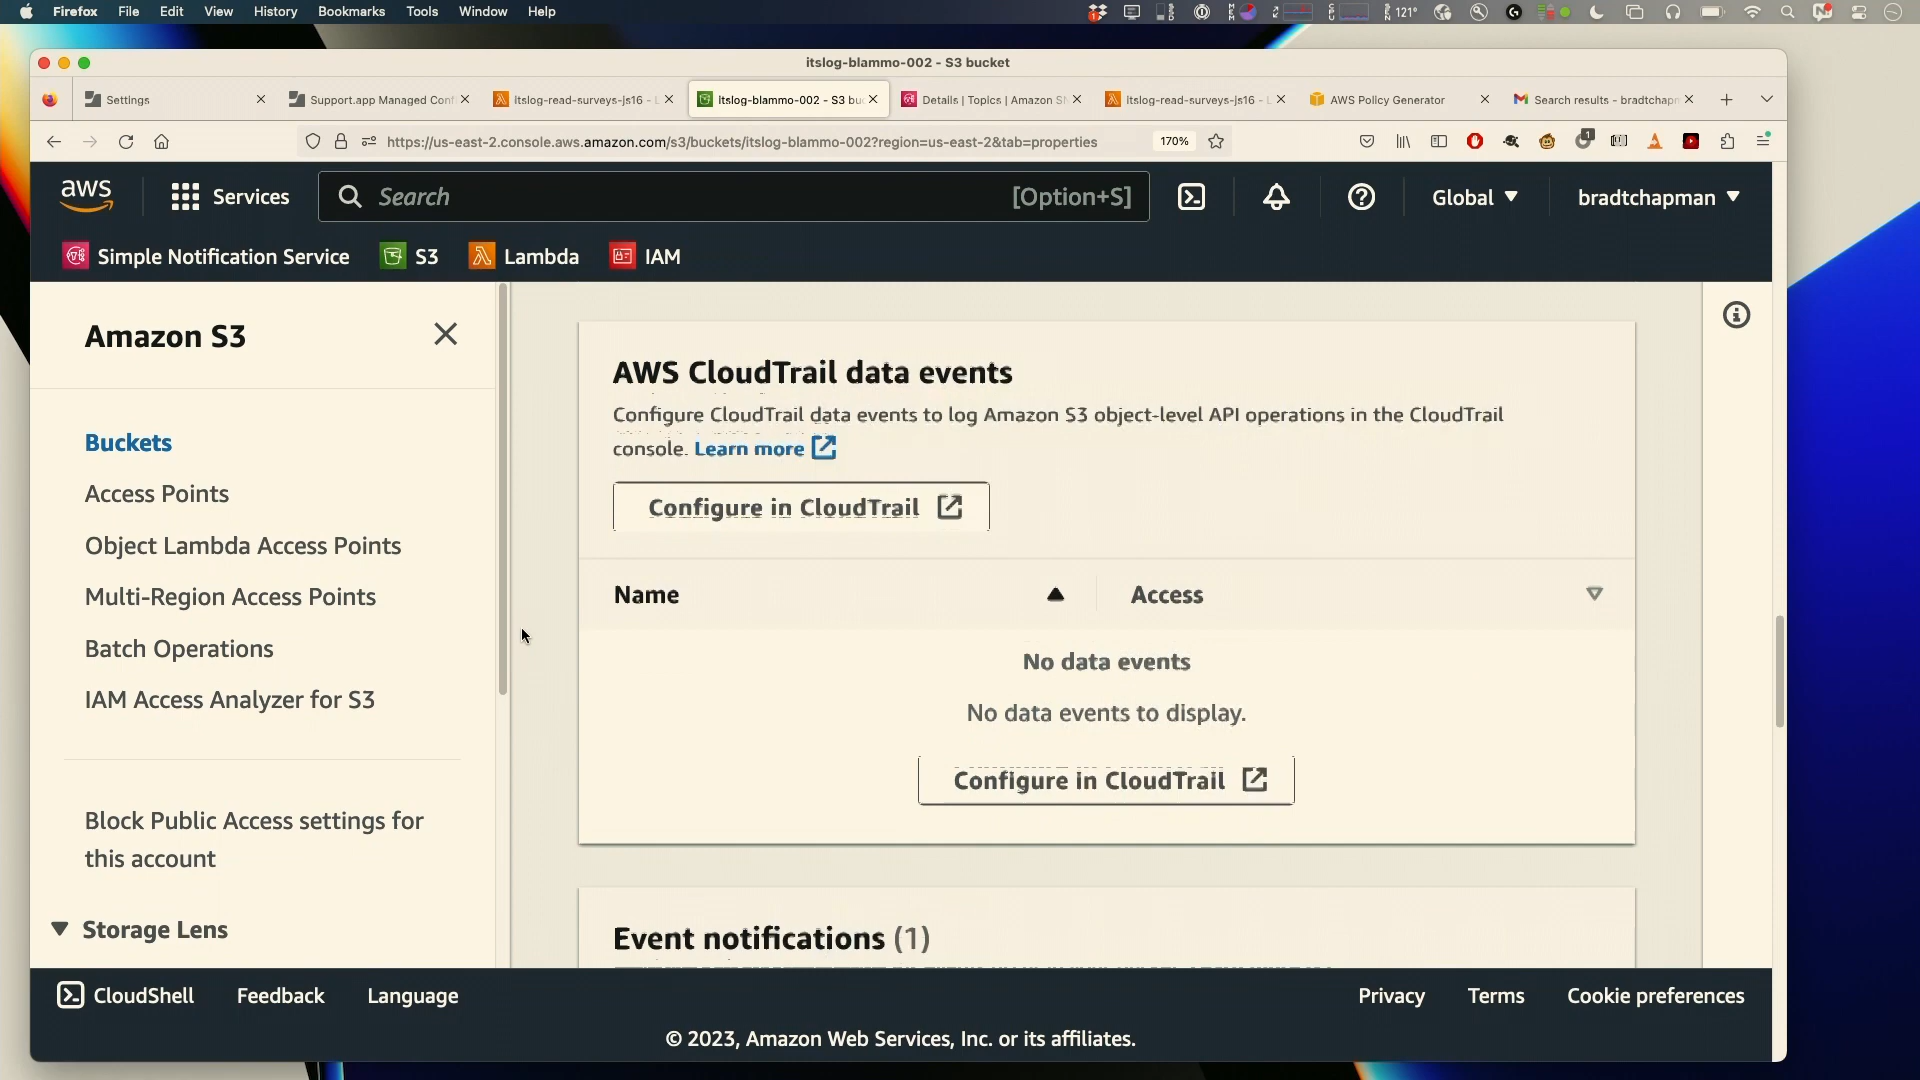 Firefox File Edit View History Bookmarks Tools Window Help
121°
itslog-blammo-002 - S3 bucket
Settings
Support.app Managed Conf
itslog-read-surveys-js16 - L
itslog-blammo-002 - S3 buc
Details | Topics | Amazon SN
itslog-read-surveys-js16 - L
AWS Policy Generator
Search results - bradtchapm
https://us-east-2.console.aws.amazon.com/s3/buckets/itslog-blammo-002?region=us-east-2&tab=properties
170%
1
aws
Services
Search
[Option+S]
Global
bradtchapman
Simple Notification Service
S3
Lambda
IAM
Amazon S3
Buckets
Access Points
Object Lambda Access Points
Multi-Region Access Points
Batch Operations
IAM Access Analyzer for S3
Block Public Access settings for
this account
Storage Lens
AWS CloudTrail data events
Configure CloudTrail data events to log Amazon S3 object-level API operations in the CloudTrail
console. Learn more
Configure in CloudTrail
Name
Access
No data events
No data events to display.
Configure in CloudTrail
Event notifications (1)
CloudShell
Feedback
Language
Privacy
Terms
Cookie preferences
© 2023, Amazon Web Services, Inc. or its affiliates.